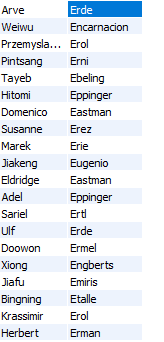 Arve Erde
Weiwu Encarnacion
Przemysla... Erol
Pintsang Erni
Tayeb Ebeling
Hitomi Eppinger
Domenico Eastman
Susanne Erez
Marek Erie
Jiakeng Eugenio
Eldridge Eastman
Adel Eppinger
Sariel Ertl
Ulf Erde
Doowon Ermel
Xiong Engberts
Jiafu Emiris
Bingning Etalle
Krassimir Erol
Herbert Erman